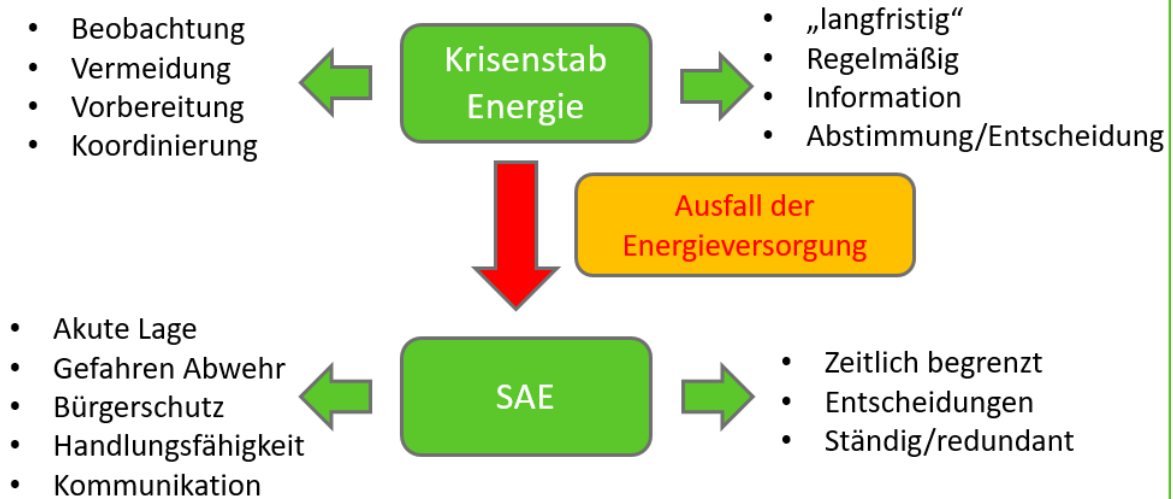 • Beobachtung
• Vermeidung
• Vorbereitung
• Koordinierung
Krisenstab
Energie
• „langfristig“
• Regelmäßig
• Information
• Abstimmung/Entscheidung
Ausfall der
Energieversorgung
• Akute Lage
• Gefahren Abwehr
• Bürgerschutz
• Handlungsfähigkeit
• Kommunikation
SAE
• Zeitlich begrenzt
• Entscheidungen
• Ständig/redundant